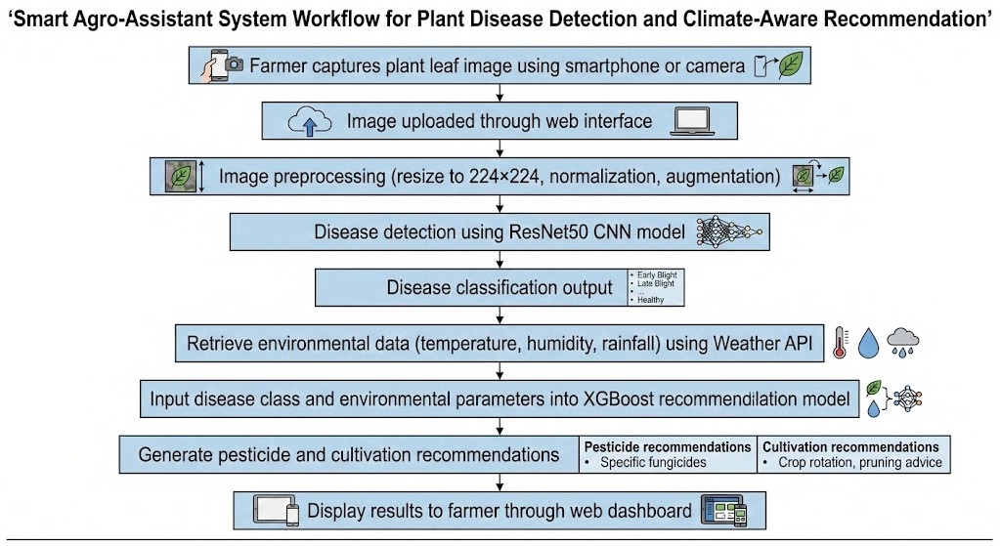 ‘Smart Agro-Assistant System Workflow for Plant Disease Detection and Climate-Aware Recommendation’
Farmer captures plant leaf image using smartphone or camera
Image uploaded through web interface
Image preprocessing (resize to 224×224, normalization, augmentation)
Disease detection using ResNet50 CNN model
Disease classification output
• Early Blight
• Late Blight
• ...
• Healthy
Retrieve environmental data (temperature, humidity, rainfall) using Weather API
Input disease class and environmental parameters into XGBoost recommendilation model
Generate pesticide and cultivation recommendations
Pesticide recommendations
• Specific fungicides
Cultivation recommendations
• Crop rotation, pruning advice
Display results to farmer through web dashboard